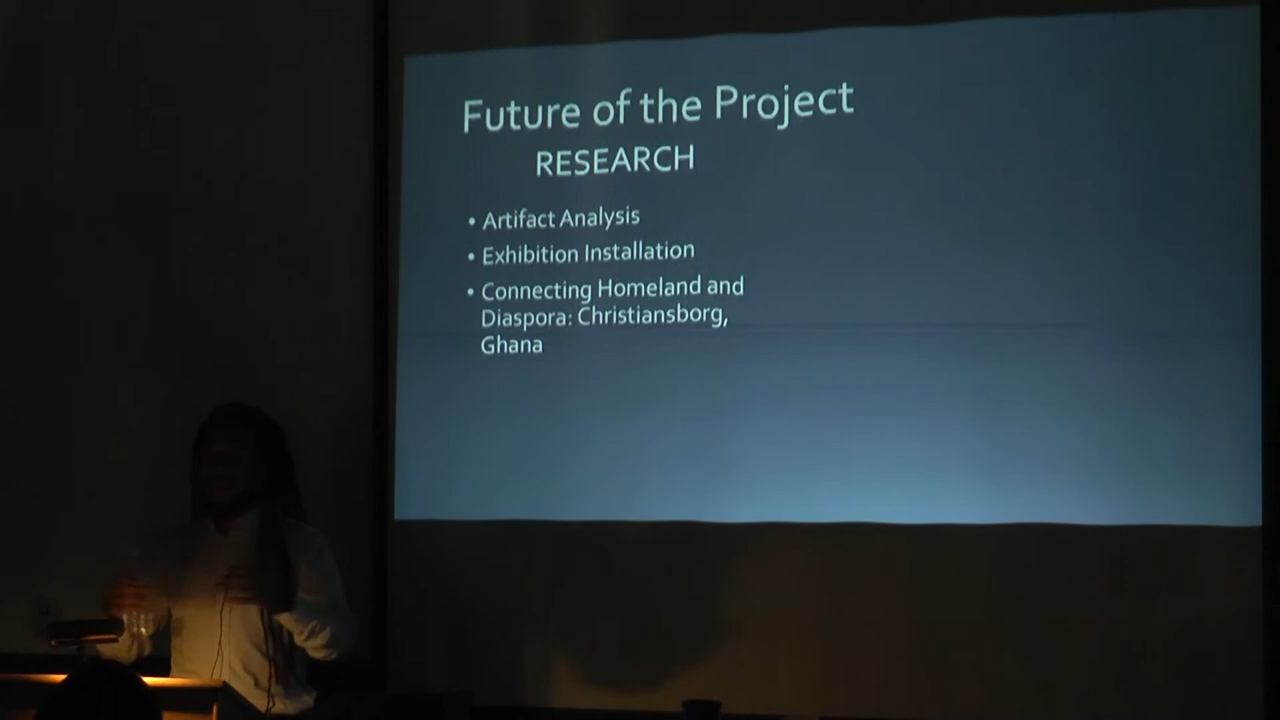 Future of the Project
RESEARCH
• Artifact Analysis
• Exhibition Installation
• Connecting Homeland and
Diaspora: Christiansborg,
Ghana